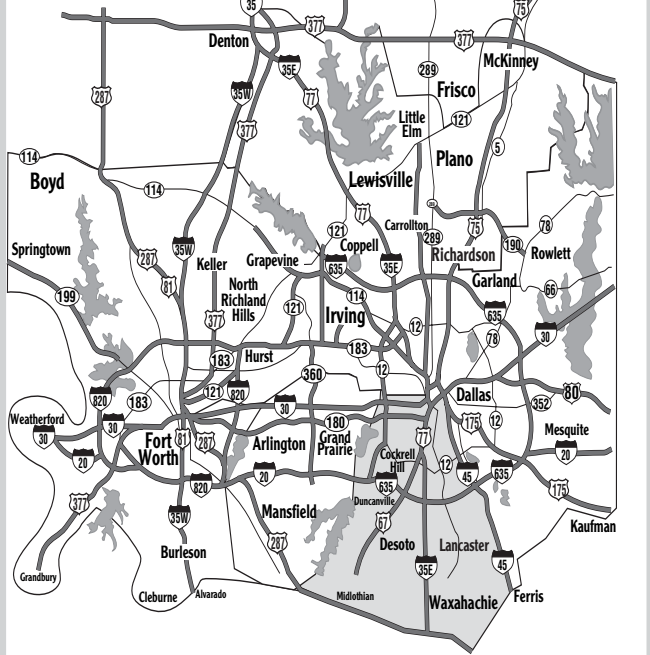 35
75
377
377
Denton
McKinney
35E
289
Frisco
287
35W
77
Little
Elm
121
377
5
114
Plano
Boyd
114
Lewisville
77
75
78
121
Carrollton
289
190
Springtown
287
35W
Keller
Grapevine
Coppell
635
35E
Richardson
Rowlett
81
North
Richland
Hills
Garland
66
199
121
114
Irving
635
377
12
30
183
Hurst
183
78
12
360
820
183
121
820
Dallas
80
352
Weatherford
30
30
30
180
175
12
81
287
77
Mesquite
Fort
Worth
Arlington
Grand
Prairie
Cockrell
Hill
20
20
20
12
45
635
820
635
175
377
Duncanville
35W
Mansfield
67
Kaufman
287
Desoto
Lancaster
Burleson
35E
45
Grandbury
Cleburne
Alvarado
Midlothian
Waxahachie
Ferris